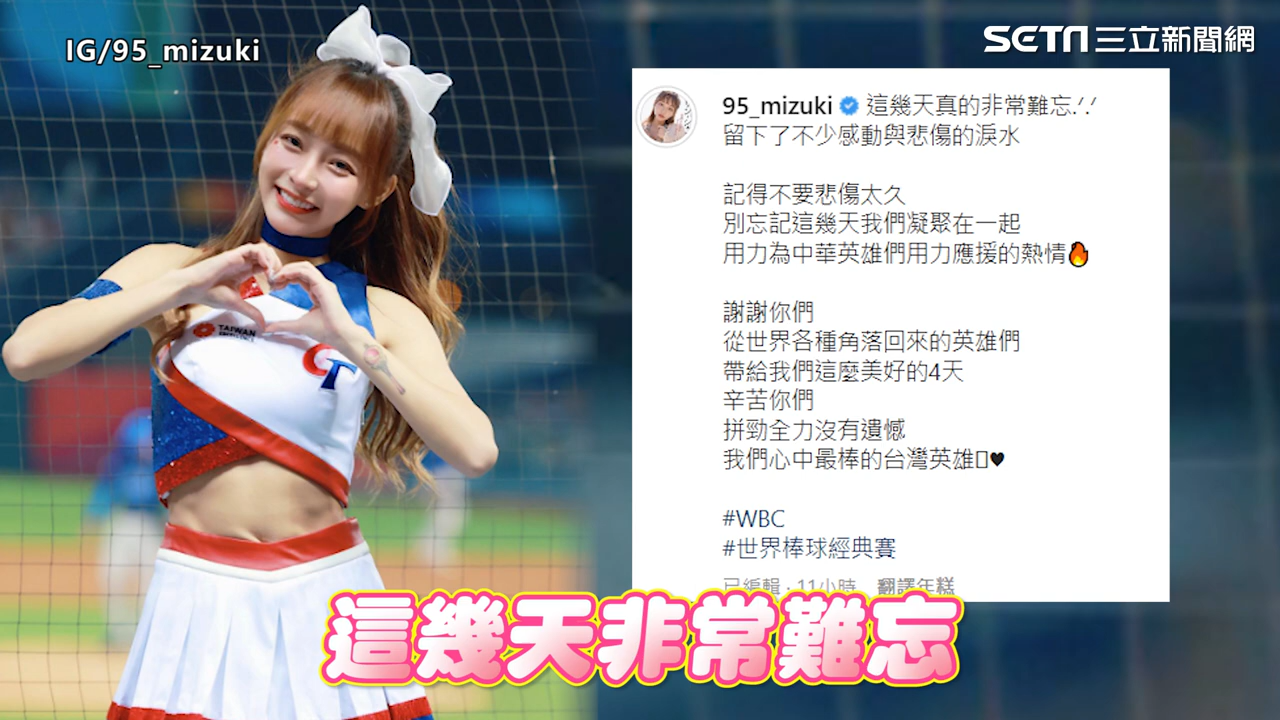 IG/95_mizuki
SETN三立新聞網
95_mizuki 這幾天真的非常難忘.ᐟ.ᐟ
留下了不少感動與悲傷的淚水
記得不要悲傷太久
別忘記這幾天我們凝聚在一起
用力為中華英雄們用力應援的熱情🔥
謝謝你們
從世界各種角落回來的英雄們
帶給我們這麼美好的4天
辛苦你們
拼勁全力沒有遺憾
我們心中最棒的台灣英雄▯♥
#WBC
#世界棒球經典賽
已編輯 · 11小時 翻譯年糕
TAIWAN
CT
這幾天非常難忘